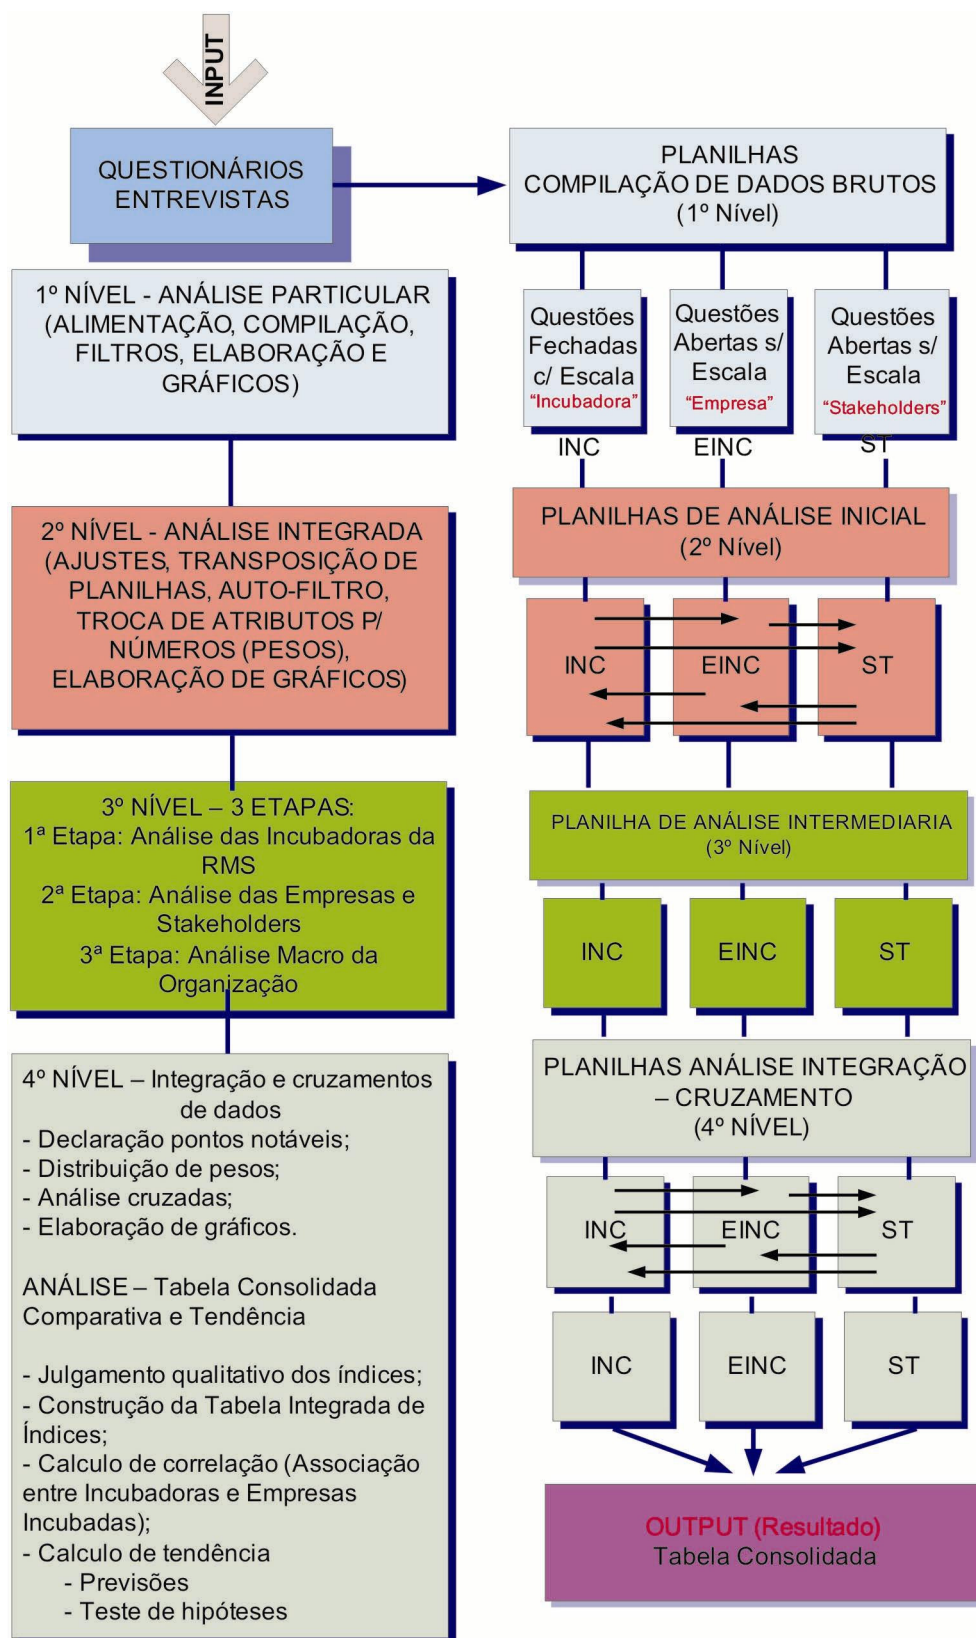 INPUT
QUESTIONÁRIOS
ENTREVISTAS
1º NÍVEL - ANÁLISE PARTICULAR
(ALIMENTAÇÃO, COMPILAÇÃO,
FILTROS, ELABORAÇÃO E
GRÁFICOS)
2º NÍVEL - ANÁLISE INTEGRADA
(AJUSTES, TRANSPOSIÇÃO DE
PLANILHAS, AUTO-FILTRO,
TROCA DE ATRIBUTOS P/
NÚMEROS (PESOS),
ELABORAÇÃO DE GRÁFICOS)
3º NÍVEL – 3 ETAPAS:
1ª Etapa: Análise das Incubadoras da
RMS
2ª Etapa: Análise das Empresas e
Stakeholders
3ª Etapa: Análise Macro da
Organização
4º NÍVEL – Integração e cruzamentos
de dados
- Declaração pontos notáveis;
- Distribuição de pesos;
- Análise cruzadas;
- Elaboração de gráficos.
ANÁLISE – Tabela Consolidada
Comparativa e Tendência
- Julgamento qualitativo dos índices;
- Construção da Tabela Integrada de
Índices;
- Calculo de correlação (Associação
entre Incubadoras e Empresas
Incubadas);
- Calculo de tendência
- Previsões
- Teste de hipóteses
PLANILHAS
COMPILAÇÃO DE DADOS BRUTOS
(1º Nível)
Questões
Fechadas
c/ Escala
“Incubadora”
INC
Questões
Abertas s/
Escala
“Empresa”
EINC
Questões
Abertas s/
Escala
“Stakeholders”
ST
PLANILHAS DE ANÁLISE INICIAL
(2º Nível)
INC
EINC
ST
PLANILHA DE ANÁLISE INTERMEDIARIA
(3º Nível)
INC
EINC
ST
PLANILHAS ANÁLISE INTEGRAÇÃO
– CRUZAMENTO
(4º NÍVEL)
INC
EINC
ST
INC
EINC
ST
OUTPUT (Resultado)
Tabela Consolidada